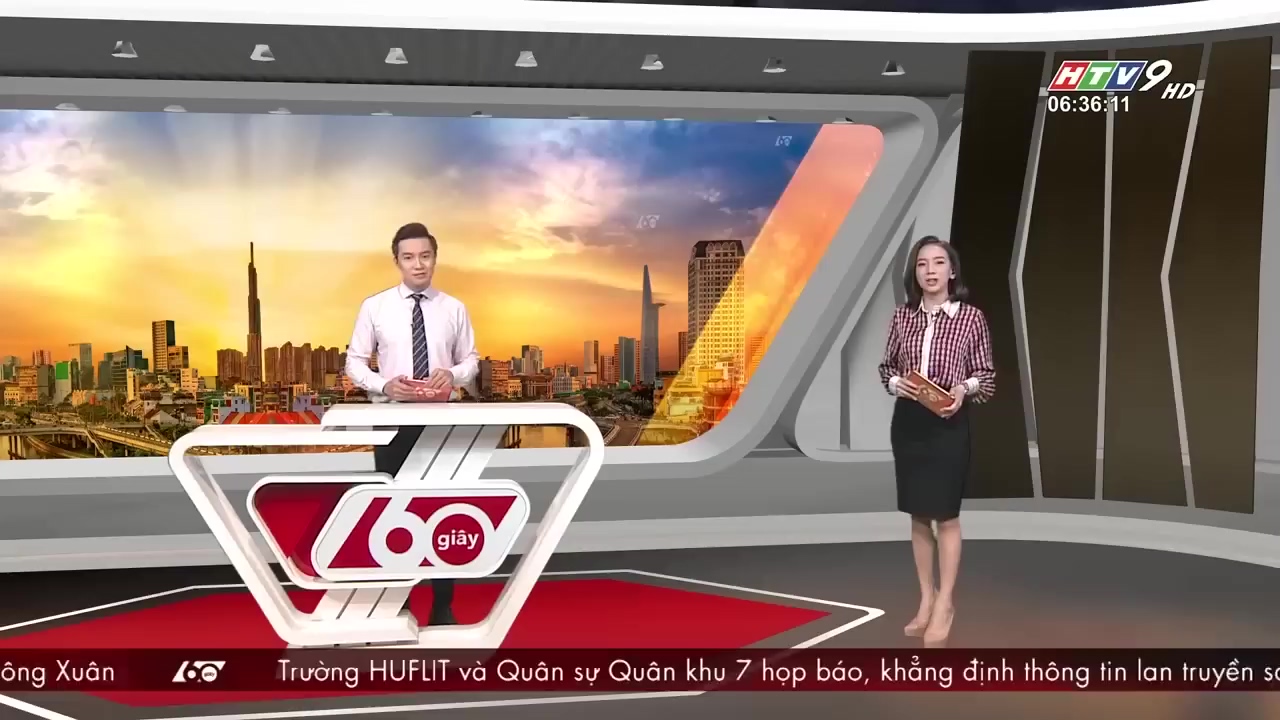 HTV9 HD
06:36:11
60 giây
ông Xuân 60 giây Trường HUFLIT và Quân sự Quân khu 7 họp báo, khẳng định thông tin lan truyền s